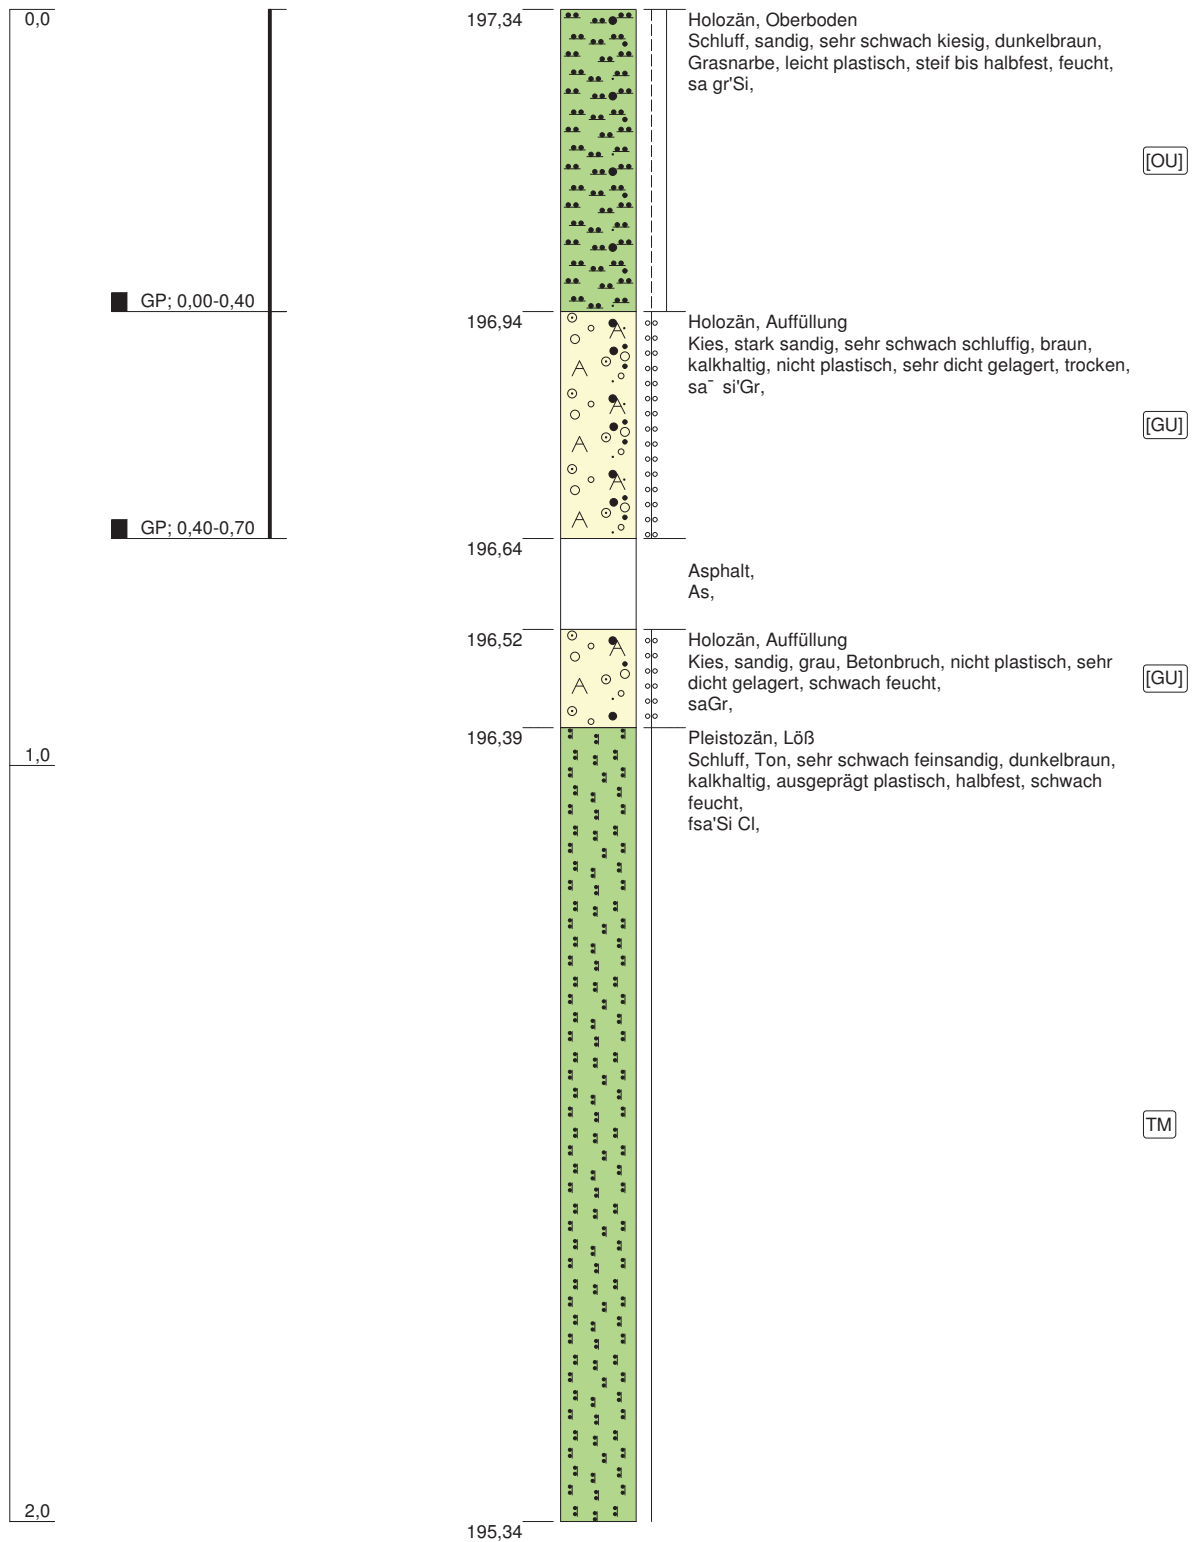 0,0
197,34
Holozän, Oberboden
Schluff, sandig, sehr schwach kiesig, dunkelbraun,
Grasnarbe, leicht plastisch, steif bis halbfest, feucht,
sa gr'Si,
[OU]
GP; 0,00-0,40
196,94
Holozän, Auffüllung
Kies, stark sandig, sehr schwach schluffig, braun,
kalkhaltig, nicht plastisch, sehr dicht gelagert, trocken,
sa¯ si'Gr,
[GU]
GP; 0,40-0,70
196,64
Asphalt,
As,
196,52
Holozän, Auffüllung
Kies, sandig, grau, Betonbruch, nicht plastisch, sehr
dicht gelagert, schwach feucht,
saGr,
[GU]
196,39
Pleistozän, Löß
Schluff, Ton, sehr schwach feinsandig, dunkelbraun,
kalkhaltig, ausgeprägt plastisch, halbfest, schwach
feucht,
fsa'Si Cl,
1,0
TM
2,0
195,34